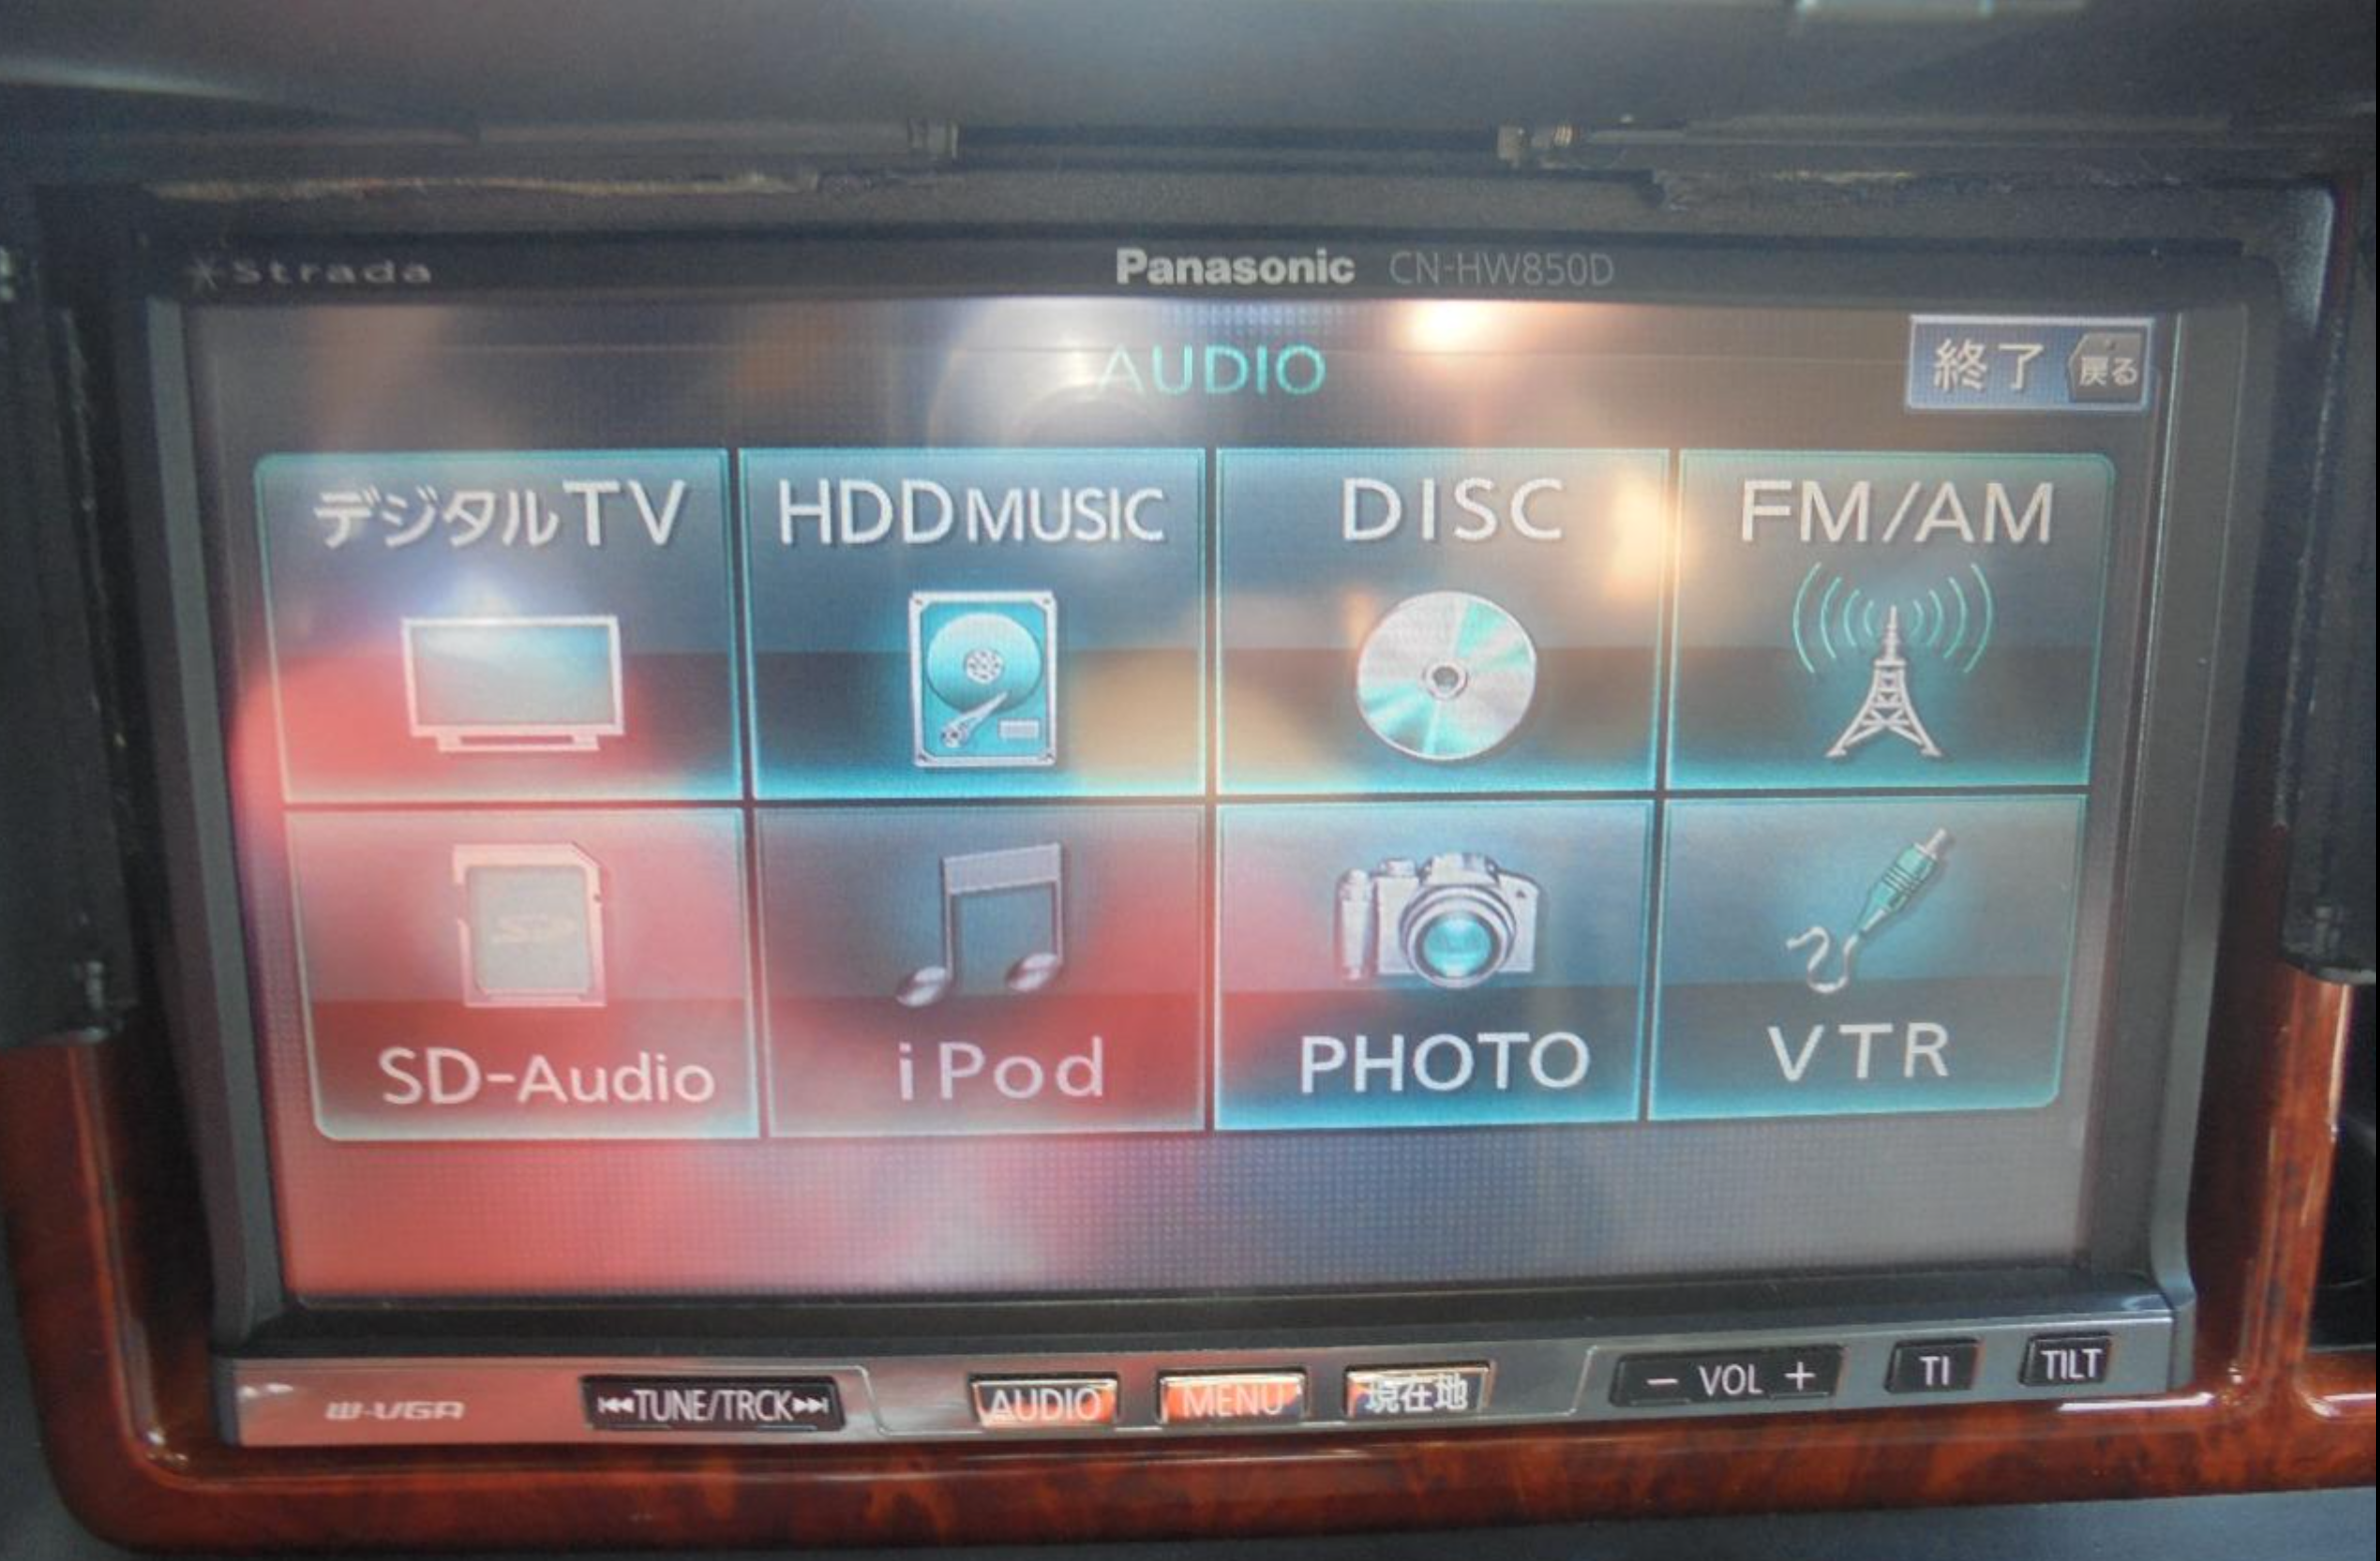 Strada
Panasonic CN-HW850D
AUDIO
終了 戻る
デジタルTV HDD MUSIC DISC FM/AM
SD
SD-Audio iPod PHOTO VTR
W-VGA TUNE/TRCK AUDIO MENU 現在地 − VOL + TI TILT